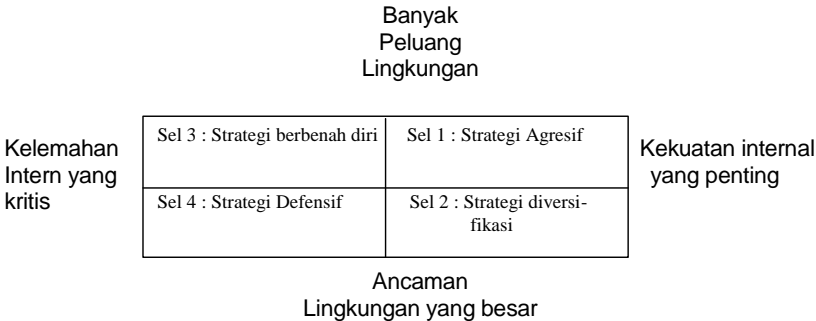 Banyak
Peluang
Lingkungan
Kelemahan
Intern yang
kritis
Sel 3 : Strategi berbenah diri
Sel 1 : Strategi Agresif
Sel 4 : Strategi Defensif
Sel 2 : Strategi diversi-
fikasi
Kekuatan internal
yang penting
Ancaman
Lingkungan yang besar